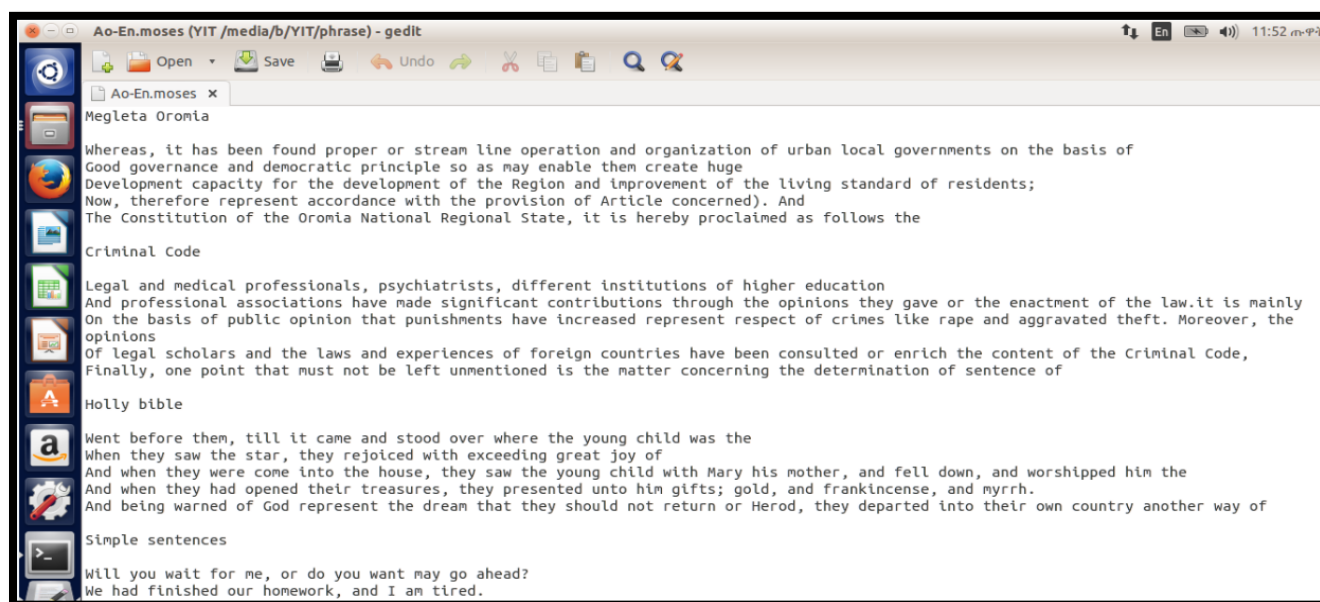 Ao-En.moses (YIT /media/b/YIT/phrase) - gedit
En 11:52
Open Save Undo
Ao-En.moses x
Megleta Oromia
Whereas, it has been found proper or stream line operation and organization of urban local governments on the basis of
Good governance and democratic principle so as may enable them create huge
Development capacity for the development of the Region and improvement of the living standard of residents;
Now, therefore represent accordance with the provision of Article concerned). And
The Constitution of the Oromia National Regional State, it is hereby proclaimed as follows the
Criminal Code
Legal and medical professionals, psychiatrists, different institutions of higher education
And professional associations have made significant contributions through the opinions they gave or the enactment of the law.it is mainly
On the basis of public opinion that punishments have increased represent respect of crimes like rape and aggravated theft. Moreover, the
opinions
Of legal scholars and the laws and experiences of foreign countries have been consulted or enrich the content of the Criminal Code,
Finally, one point that must not be left unmentioned is the matter concerning the determination of sentence of
Holly bible
Went before them, till it came and stood over where the young child was the
When they saw the star, they rejoiced with exceeding great joy of
And when they were come into the house, they saw the young child with Mary his mother, and fell down, and worshipped him the
And when they had opened their treasures, they presented unto him gifts; gold, and frankincense, and myrrh.
And being warned of God represent the dream that they should not return or Herod, they departed into their own country another way of
Simple sentences
Will you wait for me, or do you want may go ahead?
We had finished our homework, and I am tired.